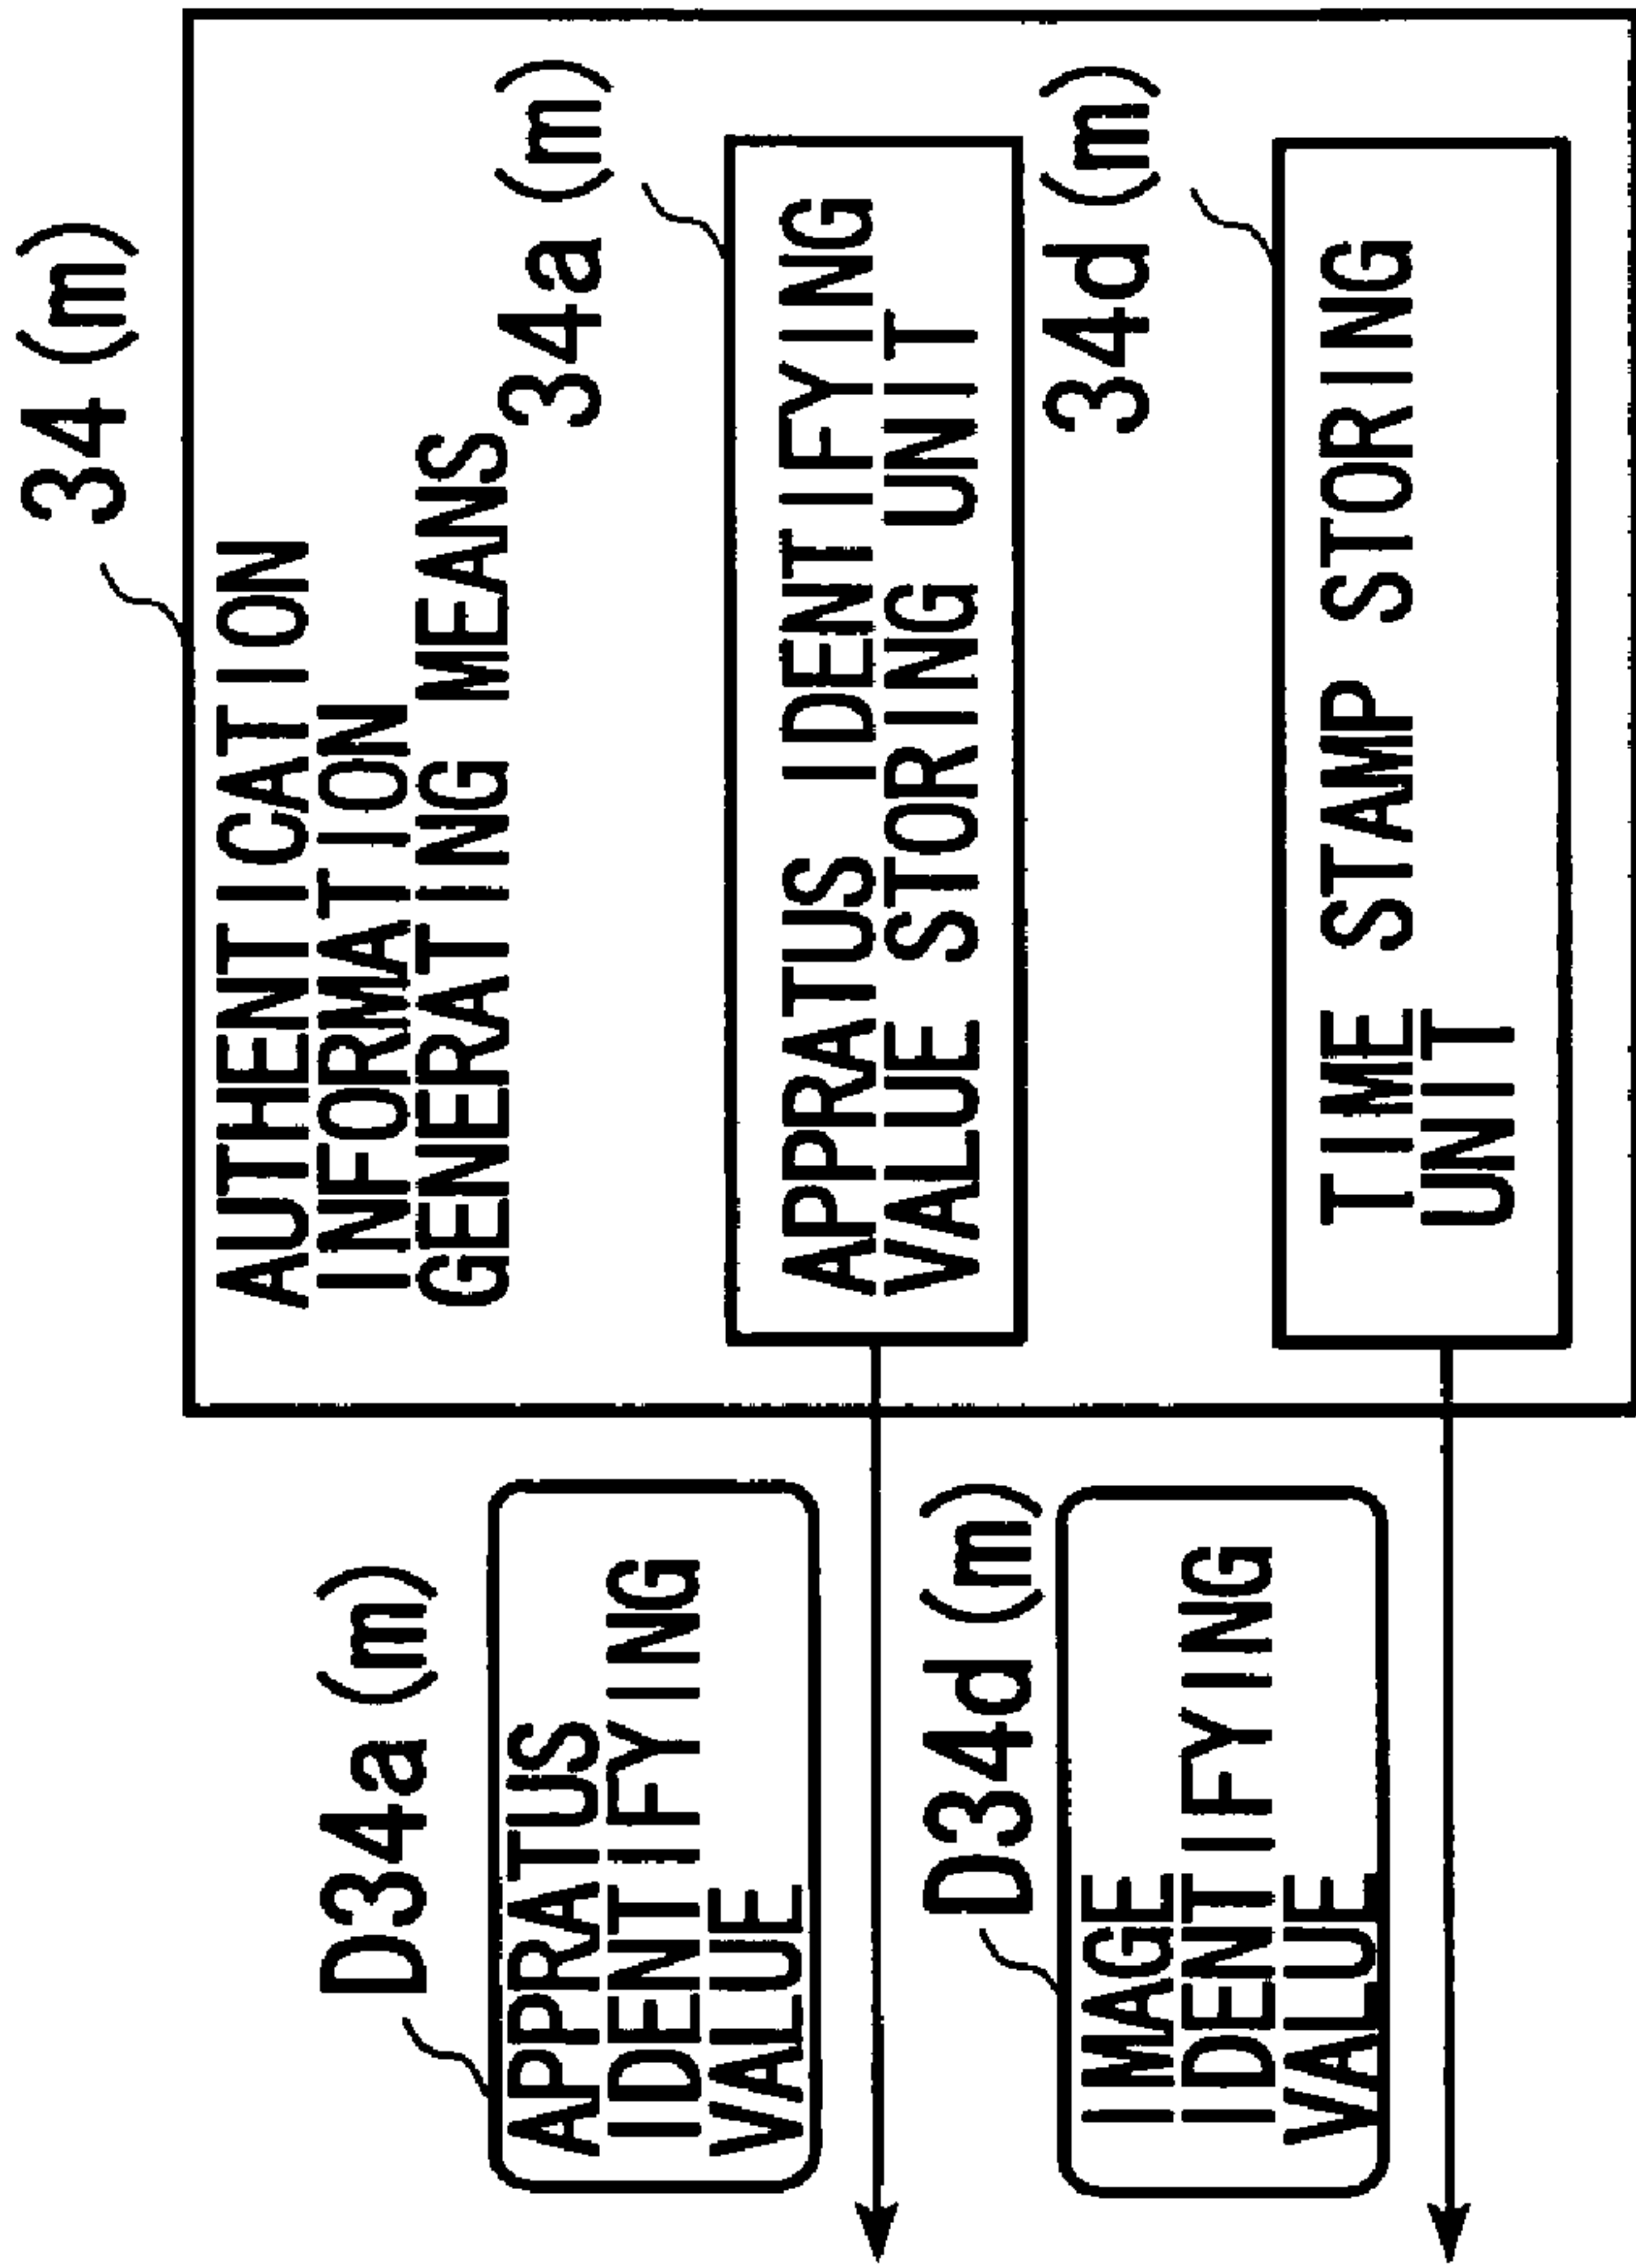 34(m)
AUTHENTICATION
INFORMATION
GENERATING MEANS
34a(m)
APPRATUS IDENTIFYING
VALUE STORING UNIT
34d(m)
TIME STAMP STORING
UNIT
D34a(m)
APPRATUS
IDENTIFYING
VALUE
D34d(m)
IMAGE
IDENTIFYING
VALUE